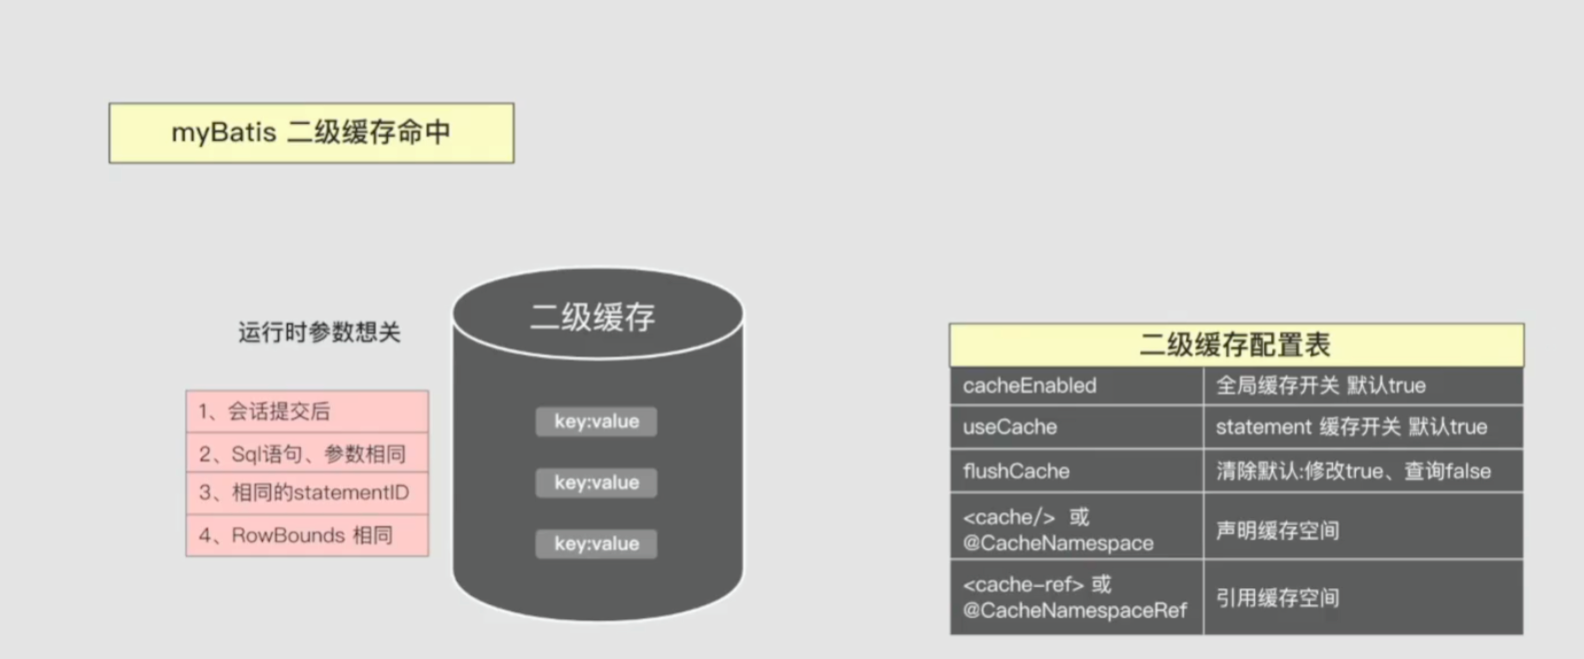 myBatis 二级缓存命中
运行时参数想关
1、会话提交后
2、Sql语句、参数相同
3、相同的statementID
4、RowBounds 相同
二级缓存
key:value
key:value
key:value
二级缓存配置表
cacheEnabled 全局缓存开关 默认true
useCache statement 缓存开关 默认true
flushCache 清除默认:修改true、查询false
<cache/> 或
@CacheNamespace
声明缓存空间
<cache-ref> 或
@CacheNamespaceRef
引用缓存空间